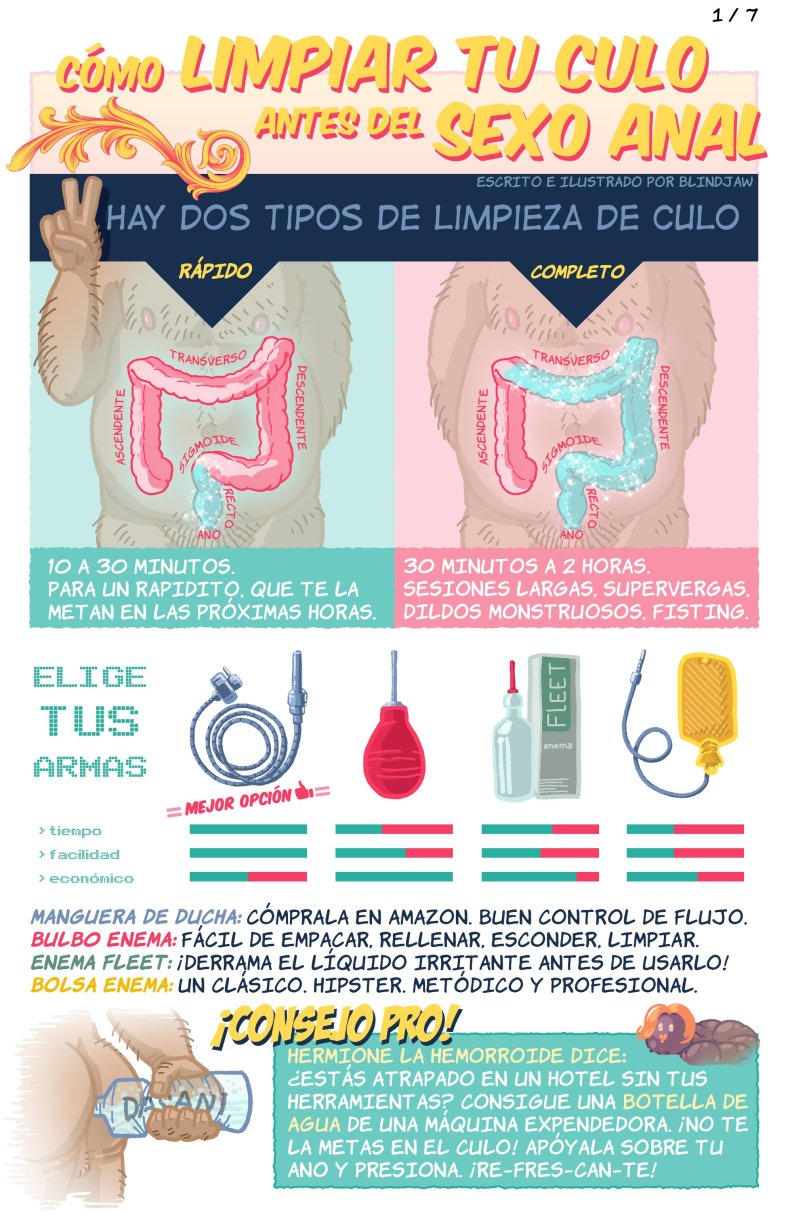 1 / 7
CÓMO LIMPIAR TU CULO
ANTES DEL SEXO ANAL
ESCRITO E ILUSTRADO POR BLINDJAW
HAY DOS TIPOS DE LIMPIEZA DE CULO
RÁPIDO
TRANSVERSO
ASCENDENTE
DESCENDENTE
SIGMOIDE
RECTO
ANO
10 A 30 MINUTOS.
PARA UN RAPIDITO, QUE TE LA
METAN EN LAS PRÓXIMAS HORAS.
COMPLETO
TRANSVERSO
ASCENDENTE
DESCENDENTE
SIGMOIDE
RECTO
ANO
30 MINUTOS A 2 HORAS.
SESIONES LARGAS, SUPERVERGAS,
DILDOS MONSTRUOSOS, FISTING.
ELIGE
TUS
ARMAS
FLEET
enema
= MEJOR OPCIÓN =
> tiempo
> facilidad
> económico
MANGUERA DE DUCHA: CÓMPRALA EN AMAZON. BUEN CONTROL DE FLUJO.
BULBO ENEMA: FÁCIL DE EMPACAR, RELLENAR, ESCONDER, LIMPIAR.
ENEMA FLEET: ¡DERRAMA EL LÍQUIDO IRRITANTE ANTES DE USARLO!
BOLSA ENEMA: UN CLÁSICO. HIPSTER. METÓDICO Y PROFESIONAL.
¡CONSEJO PRO!
DASANI
HERMIONE LA HEMORROIDE DICE:
¿ESTÁS ATRAPADO EN UN HOTEL SIN TUS
HERRAMIENTAS? CONSIGUE UNA BOTELLA DE
AGUA DE UNA MÁQUINA EXPENDEDORA. ¡NO TE
LA METAS EN EL CULO! APÓYALA SOBRE TU
ANO Y PRESIONA. ¡RE-FRES-CAN-TE!